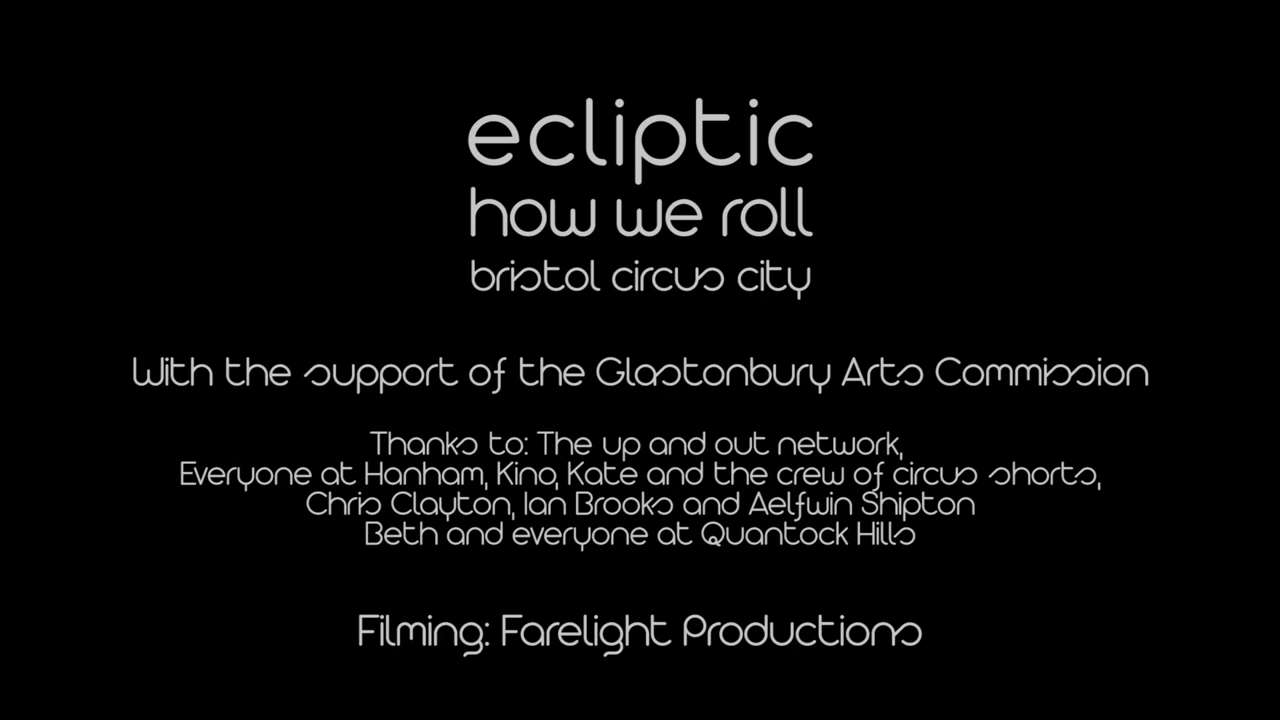 ecliptic
how we roll
bristol circus city
With the support of the Glastonbury Arts Commission
Thanks to: The up and out network,
Everyone at Hanham, Kino, Kate and the crew of circus shorts,
Chris Clayton, Ian Brooks and Aelfwin Shipton
Beth and everyone at Quantock Hills
Filming: Farelight Productions